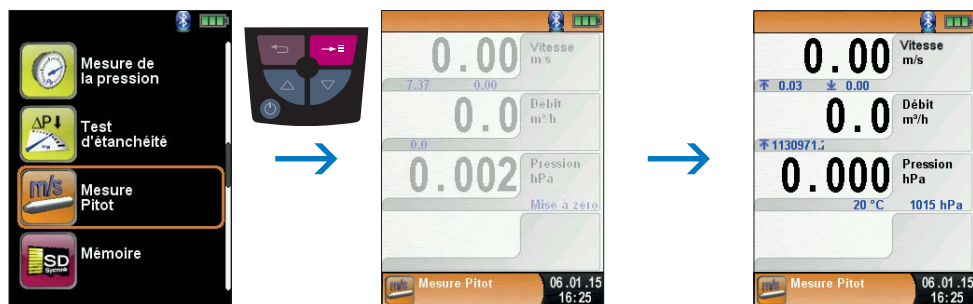 Mesure de
la pression
ΔP
Test
d'étanchéité
m/s
Mesure
Pitot
SD
Mémoire
0.00 Vitesse
m/s
7.37 0.00
0.0 Débit
m³/h
0.0
0.002 Pression
hPa
Mise à zéro
m/s Mesure Pitot 06.01.15
16:25
0.00 Vitesse
m/s
0.03 0.00
0.0 Débit
m³/h
1130971.2
0.000 Pression
hPa
20 °C 1015 hPa
m/s Mesure Pitot 06.01.15
16:25